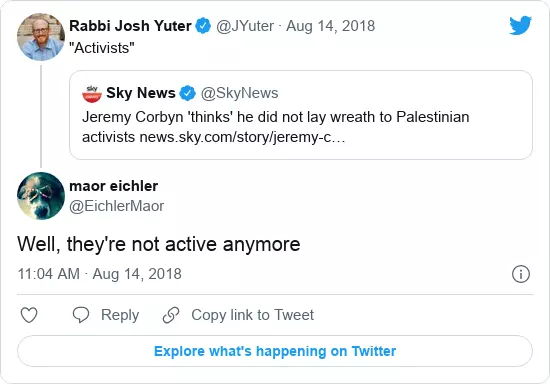 Rabbi Josh Yuter @JYuter · Aug 14, 2018
"Activists"
sky news Sky News @SkyNews
Jeremy Corbyn 'thinks' he did not lay wreath to Palestinian
activists news.sky.com/story/jeremy-c…
maor eichler
@EichlerMaor
Well, they're not active anymore
11:04 AM · Aug 14, 2018
Reply Copy link to Tweet
Explore what's happening on Twitter